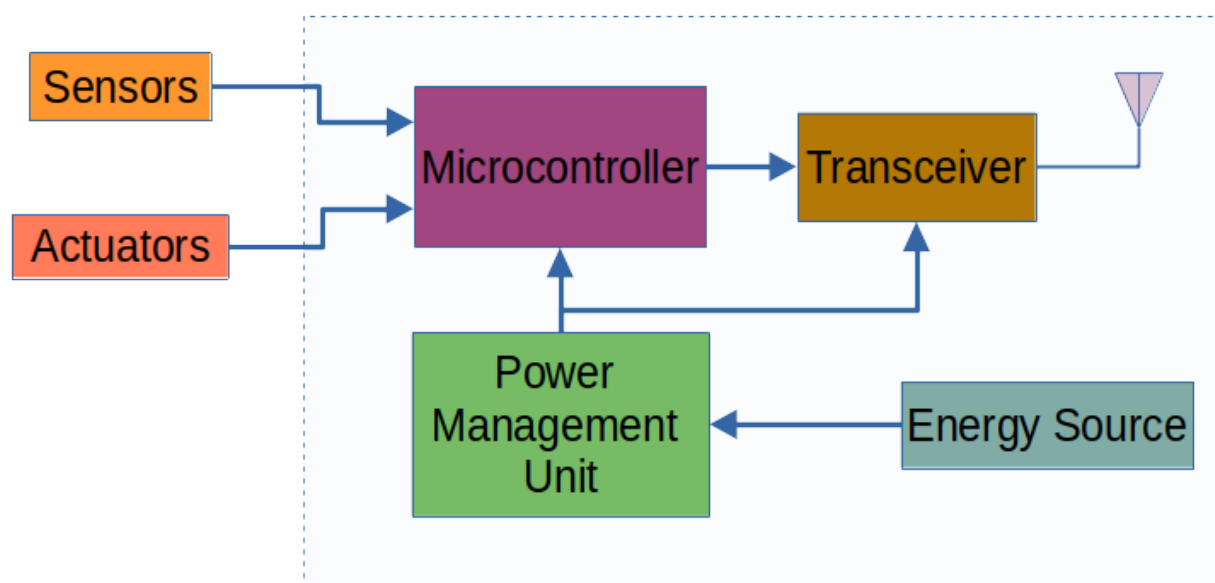 Sensors
Microcontroller
Transceiver
Actuators
Power
Management
Unit
Energy Source